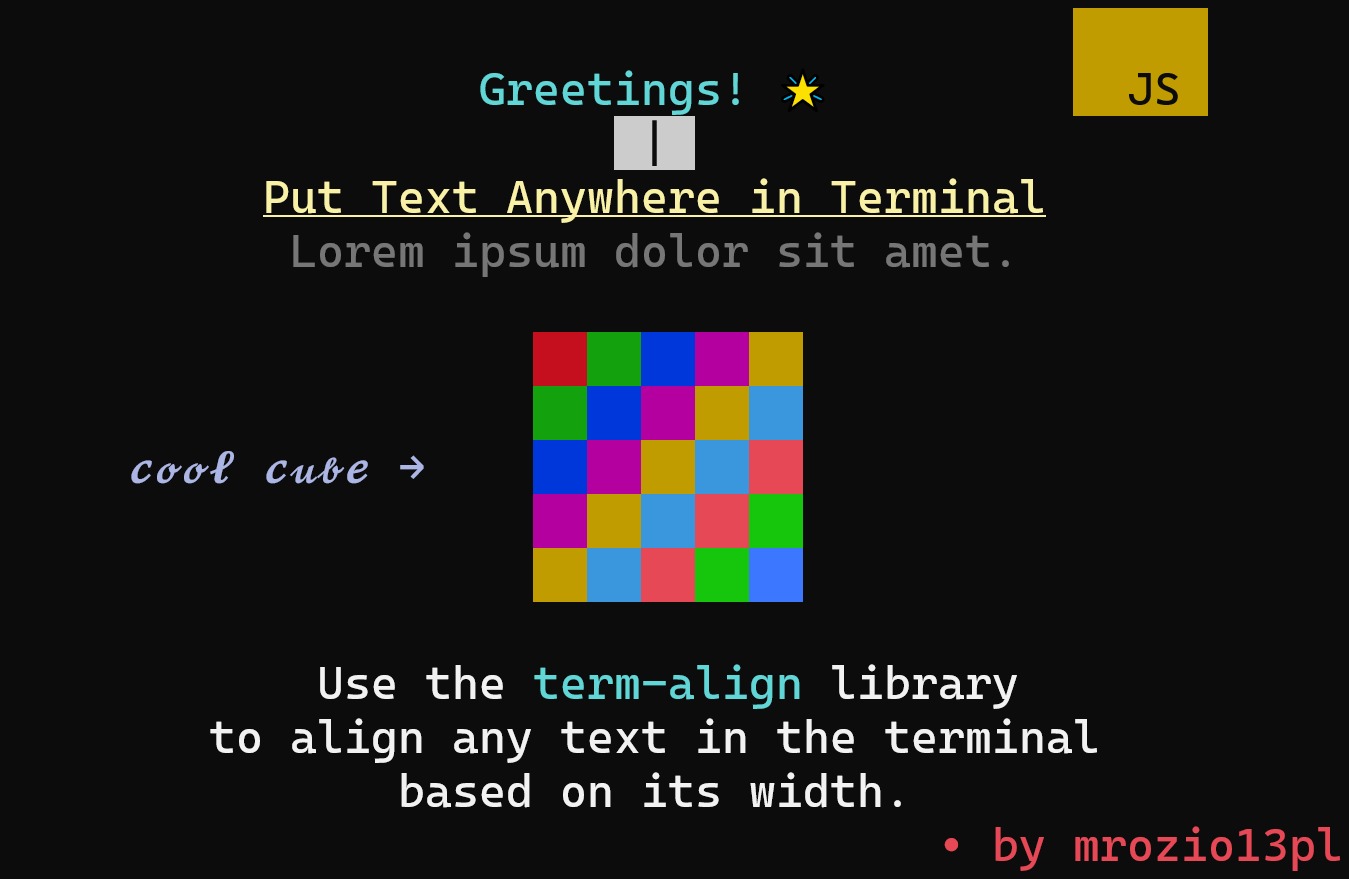 JS
Greetings! 🌟
|
Put Text Anywhere in Terminal
Lorem ipsum dolor sit amet.
𝓬𝓸𝓸𝓵 𝓬𝓾𝓫𝓮 →
Use the term-align library
to align any text in the terminal
based on its width.
• by mrozio13pl